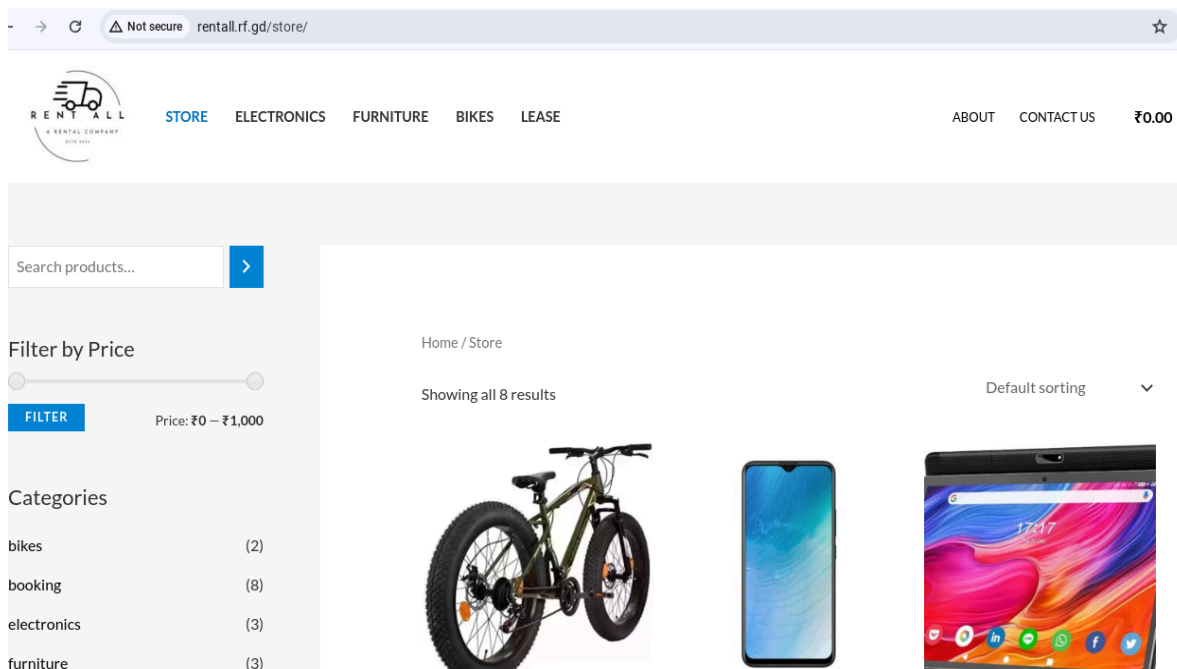 Not secure rentall.rf.gd/store/
RENT ALL
A RENTAL COMPANY
STORE ELECTRONICS FURNITURE BIKES LEASE ABOUT CONTACT US ₹0.00
Search products...
Filter by Price
FILTER Price: ₹0 — ₹1,000
Categories
bikes (2)
booking (8)
electronics (3)
furniture (3)
Home / Store
Showing all 8 results Default sorting
17:17